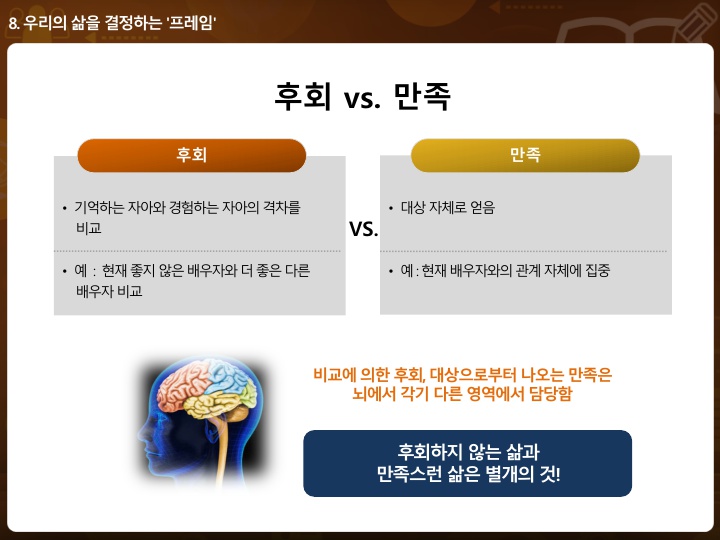 8. 우리의 삶을 결정하는 '프레임'
후회 vs. 만족
후회
• 기억하는 자아와 경험하는 자아의 격차를
비교
• 예 : 현재 좋지 않은 배우자와 더 좋은 다른
배우자 비교
vs.
만족
• 대상 자체로 얻음
• 예 : 현재 배우자와의 관계 자체에 집중
비교에 의한 후회, 대상으로부터 나오는 만족은
뇌에서 각기 다른 영역에서 담당함
후회하지 않는 삶과
만족스런 삶은 별개의 것!